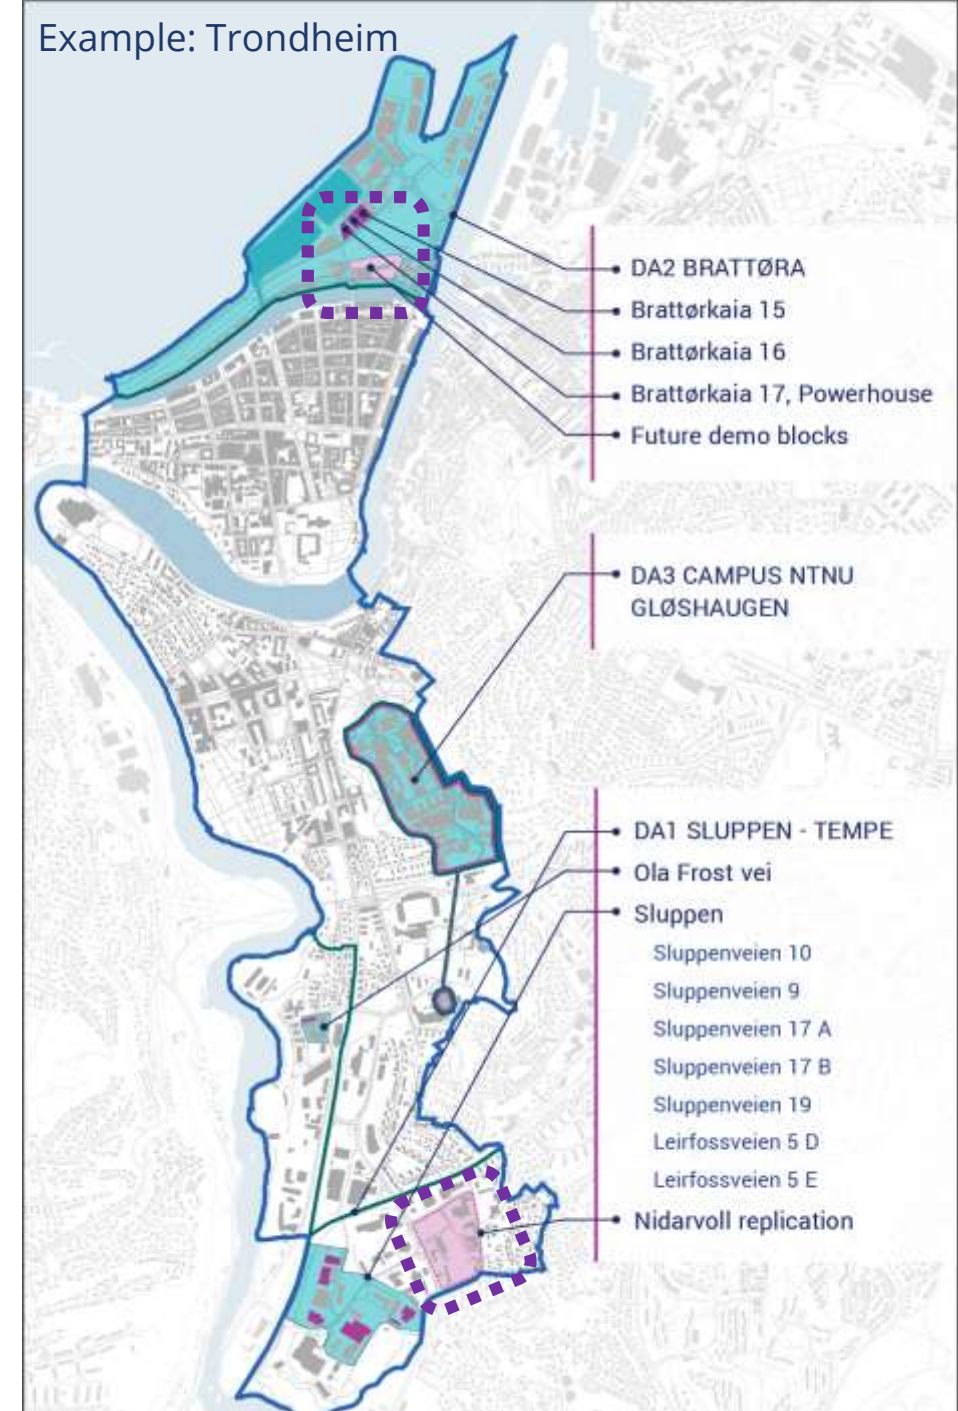 Example: Trondheim
DA2 BRATTØRA
Brattørkaia 15
Brattørkaia 16
Brattørkaia 17, Powerhouse
Future demo blocks
DA3 CAMPUS NTNU
GLØSHAUGEN
DA1 SLUPPEN - TEMPE
Ola Frost vei
Sluppen
Sluppenveien 10
Sluppenveien 9
Sluppenveien 17 A
Sluppenveien 17 B
Sluppenveien 19
Leirfossveien 5 D
Leirfossveien 5 E
Nidarvoll replication